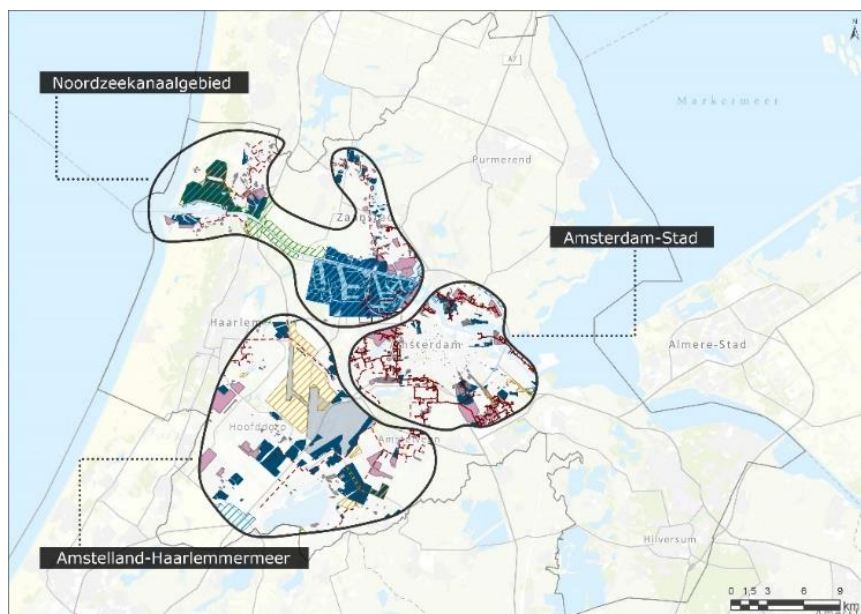 N
Noordzeekanaalgebied
A7
Markermeer
Purmerend
Amsterdam-Stad
Haarlem
Almere-Stad
Hoofddorp
Amstelland-Haarlemmermeer
Hilversum
0 1,5 3 6 9
km